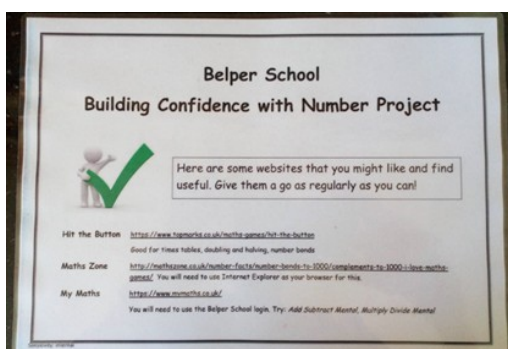 Belper School
Building Confidence with Number Project
Here are some websites that you might like and find
useful. Give them a go as regularly as you can!
Hit the Button https://www.topmarks.co.uk/maths-games/hit-the-button
Good for times tables, doubling and halving, number bonds
Maths Zone http://mathszone.co.uk/number-facts/number-bonds-to-1000/complements-to-1000-i-love-maths-
games/ You will need to use Internet Explorer as your browser for this.
My Maths https://www.mymaths.co.uk/
You will need to use the Belper School login. Try: Add Subtract Mental, Multiply Divide Mental